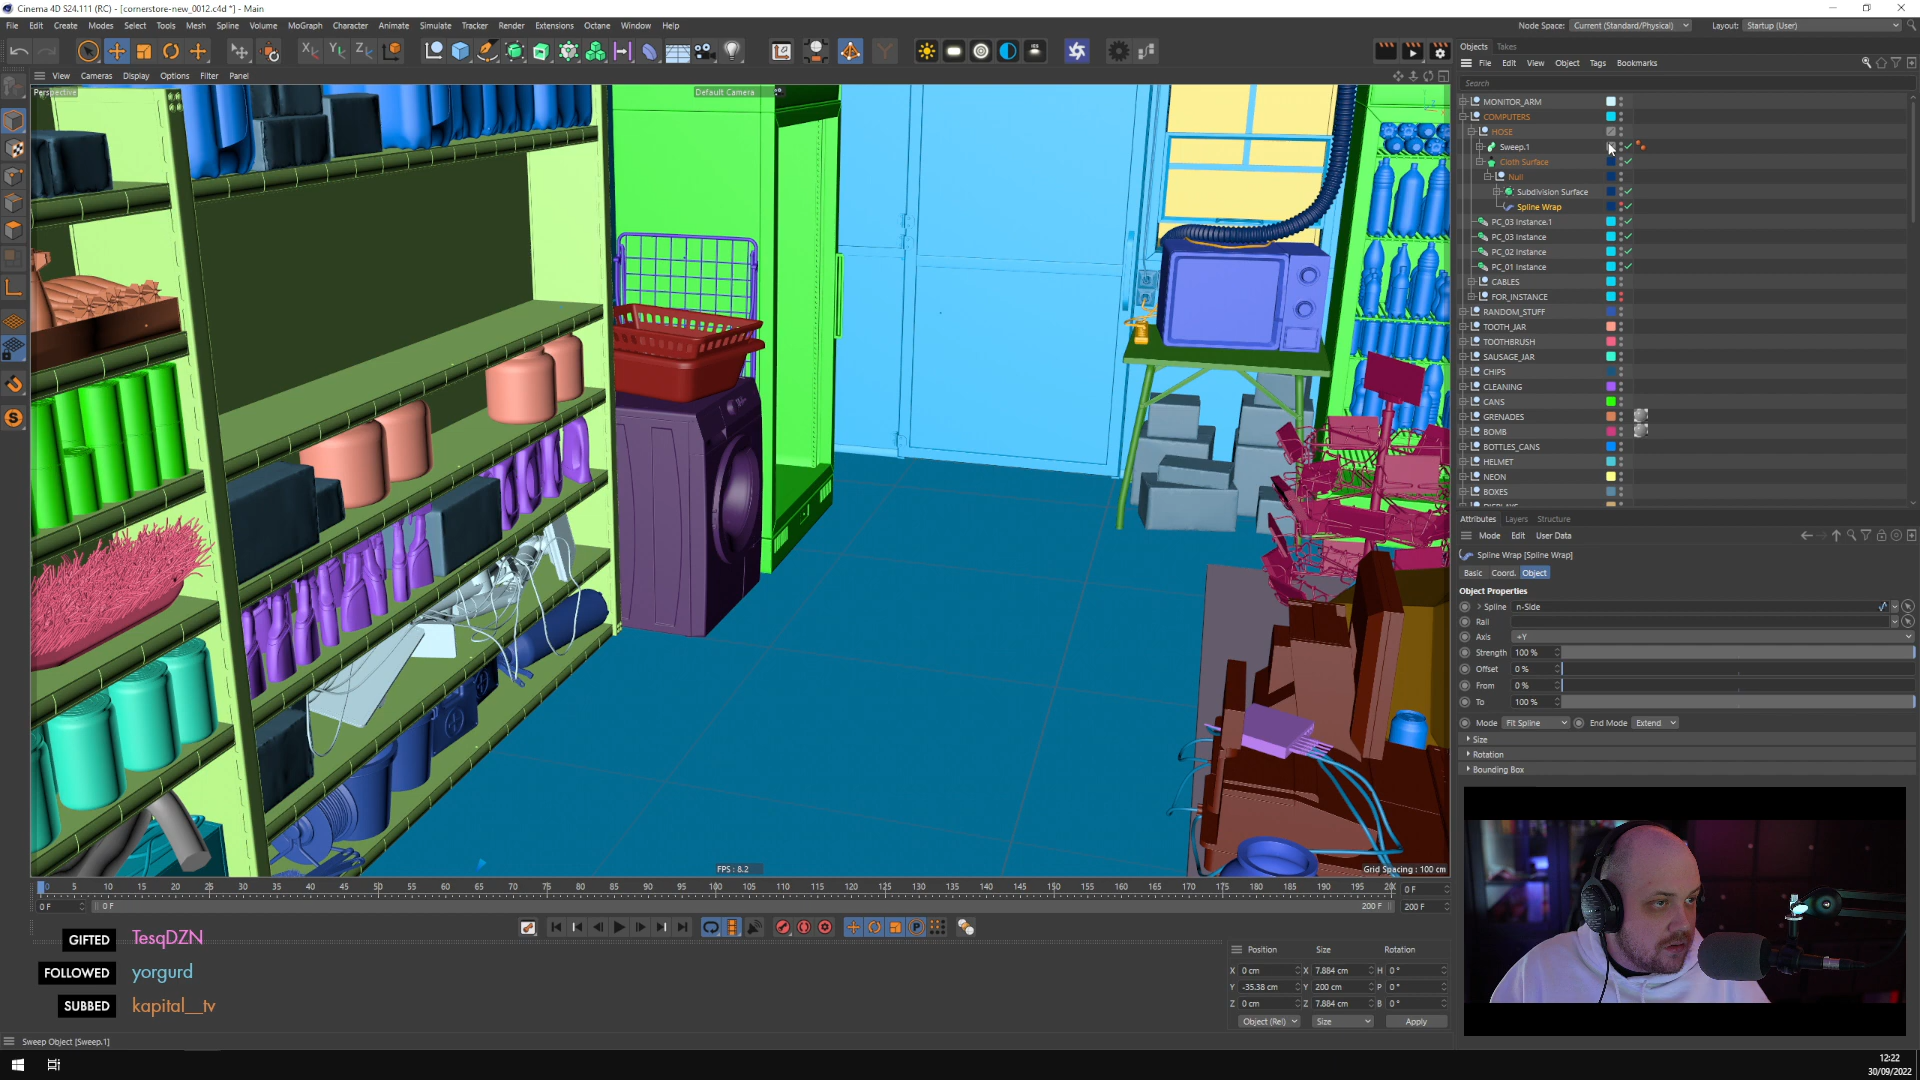 Cinema 4D S24.111 (RC) - [cornerstore-new_0012.c4d *] - Main
File Edit Create Modes Select Tools Mesh Spline Volume MoGraph Character Animate Simulate Tracker Render Extensions Octane Window Help
Node Space: Current (Standard/Physical) Layout: Startup (User)
View Cameras Display Options Filter Panel
Perspective
Default Camera
FPS : 8.2
Grid Spacing : 100 cm
Objects Takes
File Edit View Object Tags Bookmarks
Search
MONITOR_ARM
COMPUTERS
HOSE
Sweep.1
Cloth Surface
Null
Subdivision Surface
Spline Wrap
PC_03 Instance.1
PC_03 Instance
PC_02 Instance
PC_01 Instance
CABLES
FOR_INSTANCE
RANDOM_STUFF
TOOTH_JAR
TOOTHBRUSH
SAUSAGE_JAR
CHIPS
CLEANING
CANS
GRENADES
BOMB
BOTTLES_CANS
HELMET
NEON
BOXES
Attributes Layers Structure
Mode Edit User Data
Spline Wrap [Spline Wrap]
Basic Coord. Object
Object Properties
Spline n-Side
Rail
Axis +Y
Strength 100 %
Offset 0 %
From 0 %
To 100 %
Mode Fit Spline End Mode Extend
Size
Rotation
Bounding Box
0 5 10 15 20 25 30 35 40 45 50 55 60 65 70 75 80 85 90 95 100 105 110 115 120 125 130 135 140 145 150 155 160 165 170 175 180 185 190 195 200
0 F
0 F 0 F 200 F 200 F
GIFTED TesqDZN
FOLLOWED yorgurd
SUBBED kapital__tv
Position Size Rotation
X 0 cm X 7.884 cm H 0 °
Y -35.38 cm Y 200 cm P 0 °
Z 0 cm Z 7.884 cm B 0 °
Object (Rel) Size Apply
Sweep Object [Sweep.1]
12:22
30/09/2022